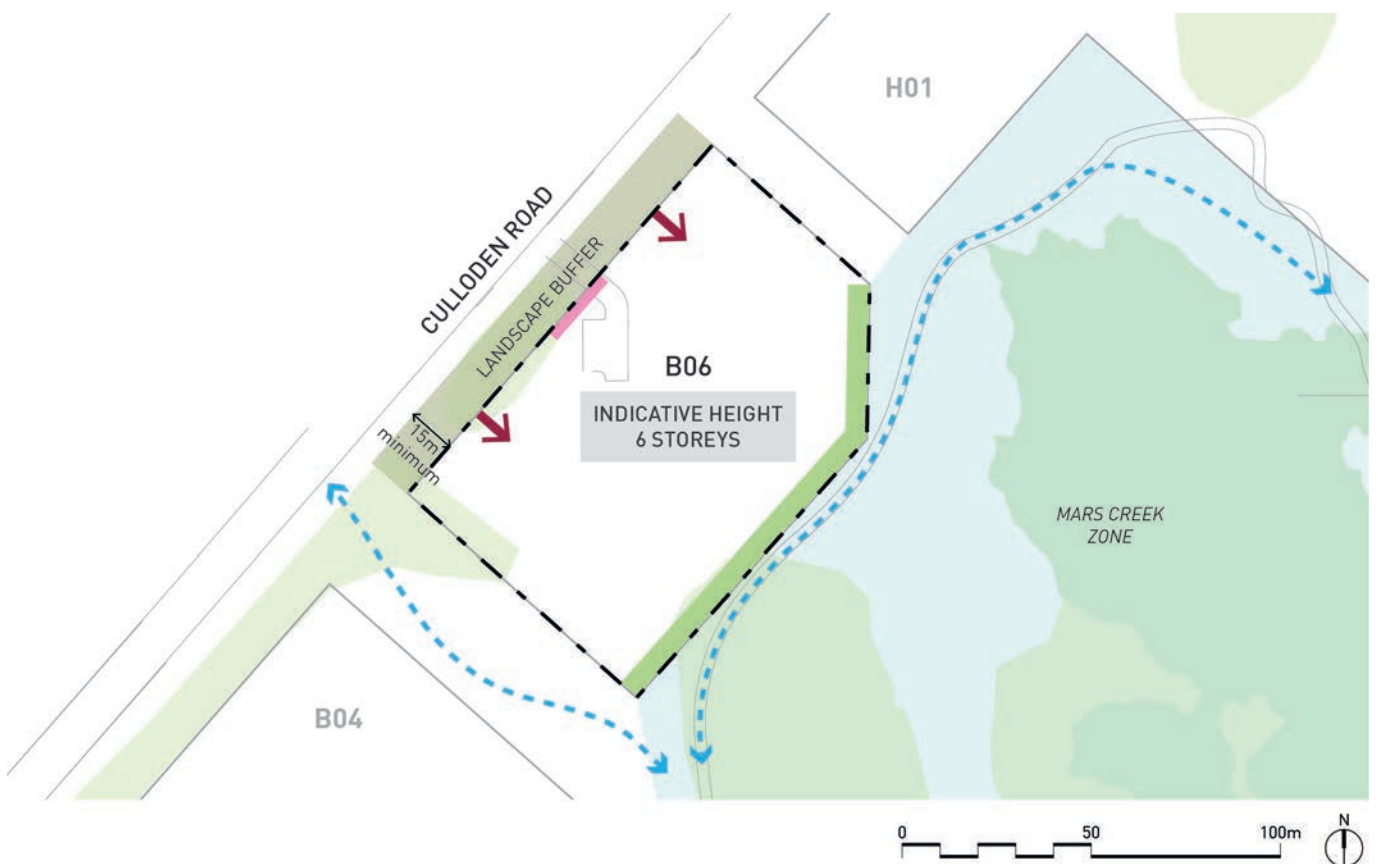 H01
CULLODEN ROAD
LANDSCAPE BUFFER
B06
INDICATIVE HEIGHT
6 STOREYS
15m
minimum
MARS CREEK
ZONE
B04
0 50 100m
N